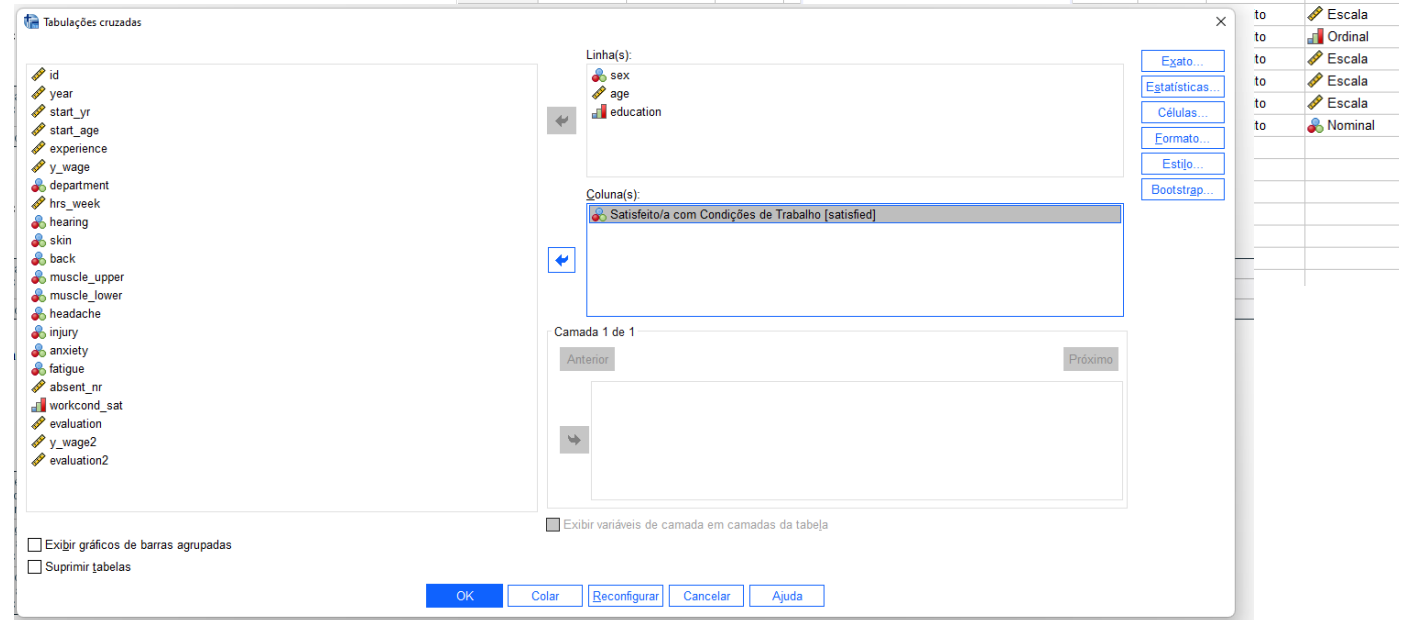 Tabulações cruzadas
id
year
start_yr
start_age
experience
y_wage
department
hrs_week
hearing
skin
back
muscle_upper
muscle_lower
headache
injury
anxiety
fatigue
absent_nr
workcond_sat
evaluation
y_wage2
evaluation2
Exibir gráficos de barras agrupadas
Suprimir tabelas
Linha(s):
sex
age
education
Coluna(s):
Satisfeito/a com Condições de Trabalho [satisfied]
Camada 1 de 1
Anterior
Próximo
Exibir variáveis de camada em camadas da tabela
Exato...
Estatísticas...
Células...
Formato...
Estilo...
Bootstrap...
OK
Colar
Reconfigurar
Cancelar
Ajuda
to Escala
to Ordinal
to Escala
to Escala
to Escala
to Nominal